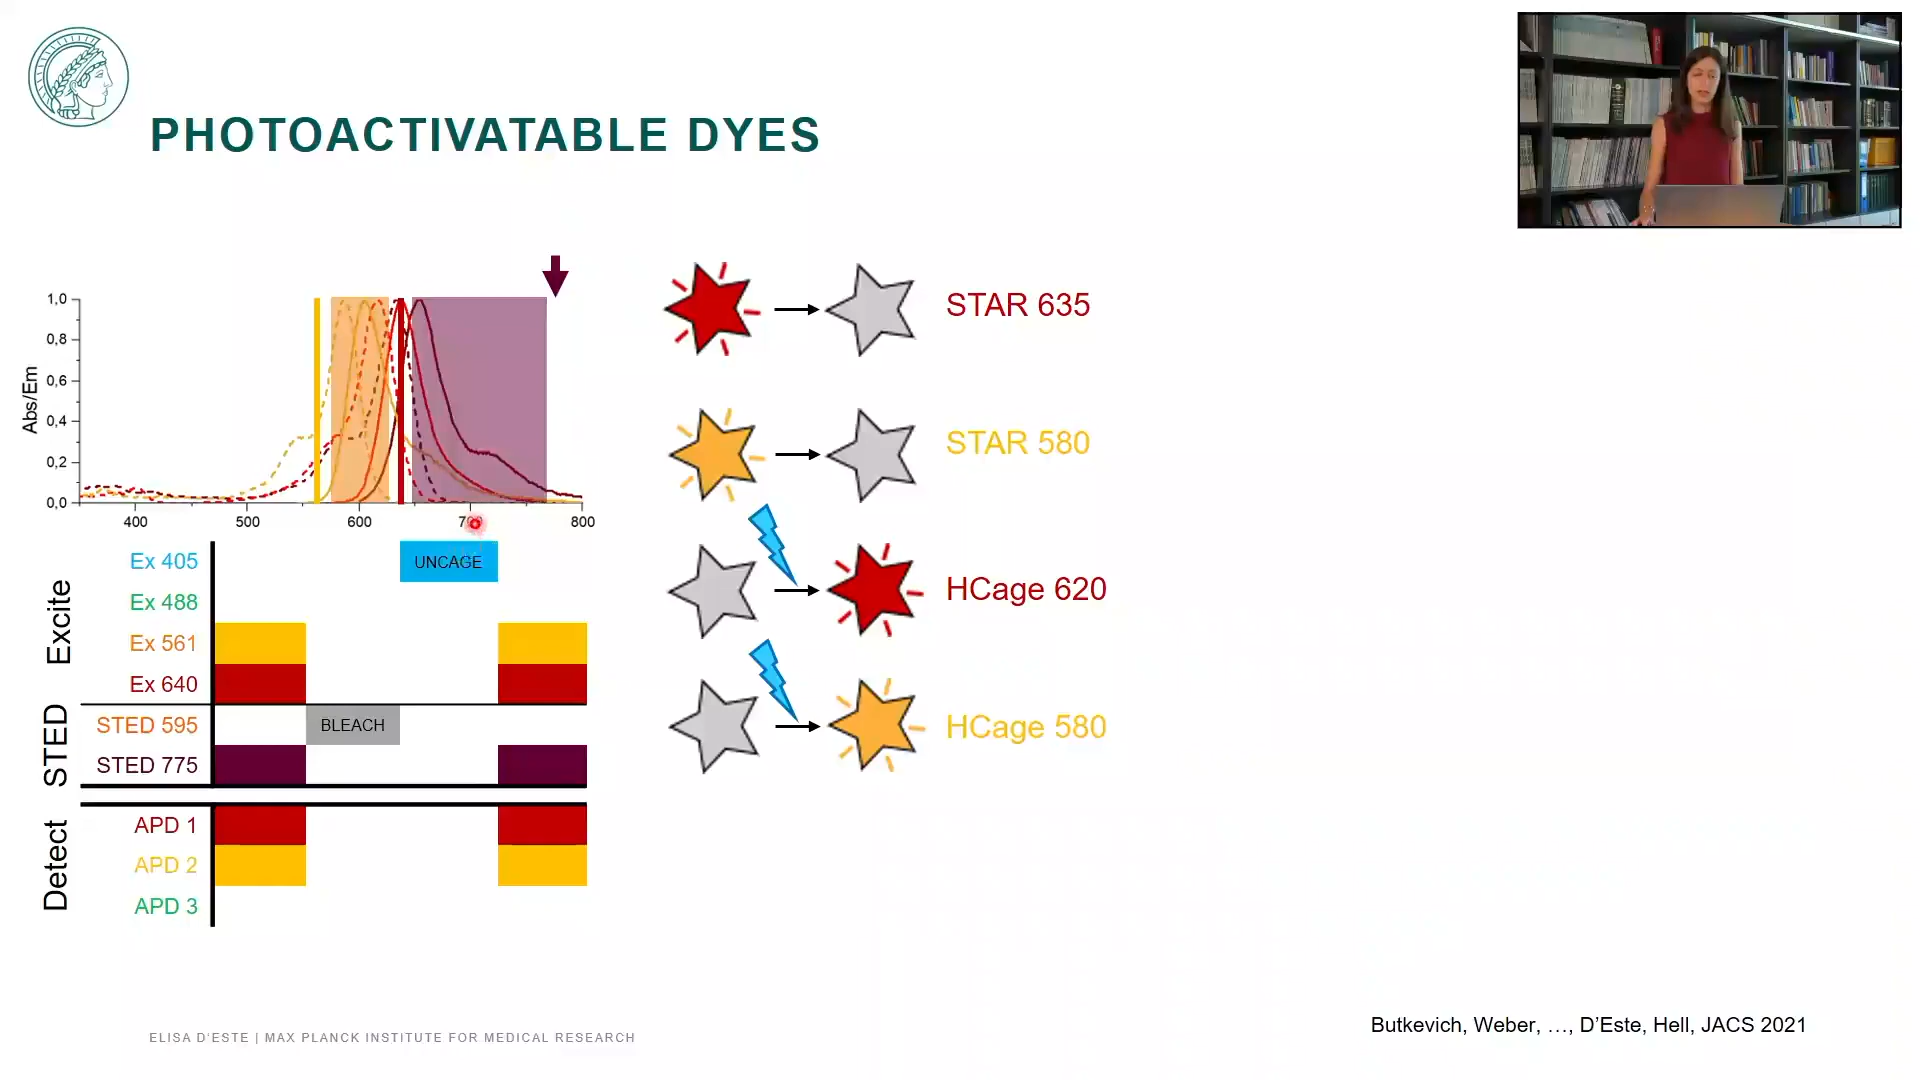 PHOTOACTIVATABLE DYES
Abs/Em
1,0
0,8
0,6
0,4
0,2
0,0
400 500 600 700 800
Excite
Ex 405
UNCAGE
Ex 488
Ex 561
Ex 640
STED
STED 595
BLEACH
STED 775
Detect
APD 1
APD 2
APD 3
STAR 635
STAR 580
HCage 620
HCage 580
ELISA D'ESTE | MAX PLANCK INSTITUTE FOR MEDICAL RESEARCH
Butkevich, Weber, …, D’Este, Hell, JACS 2021